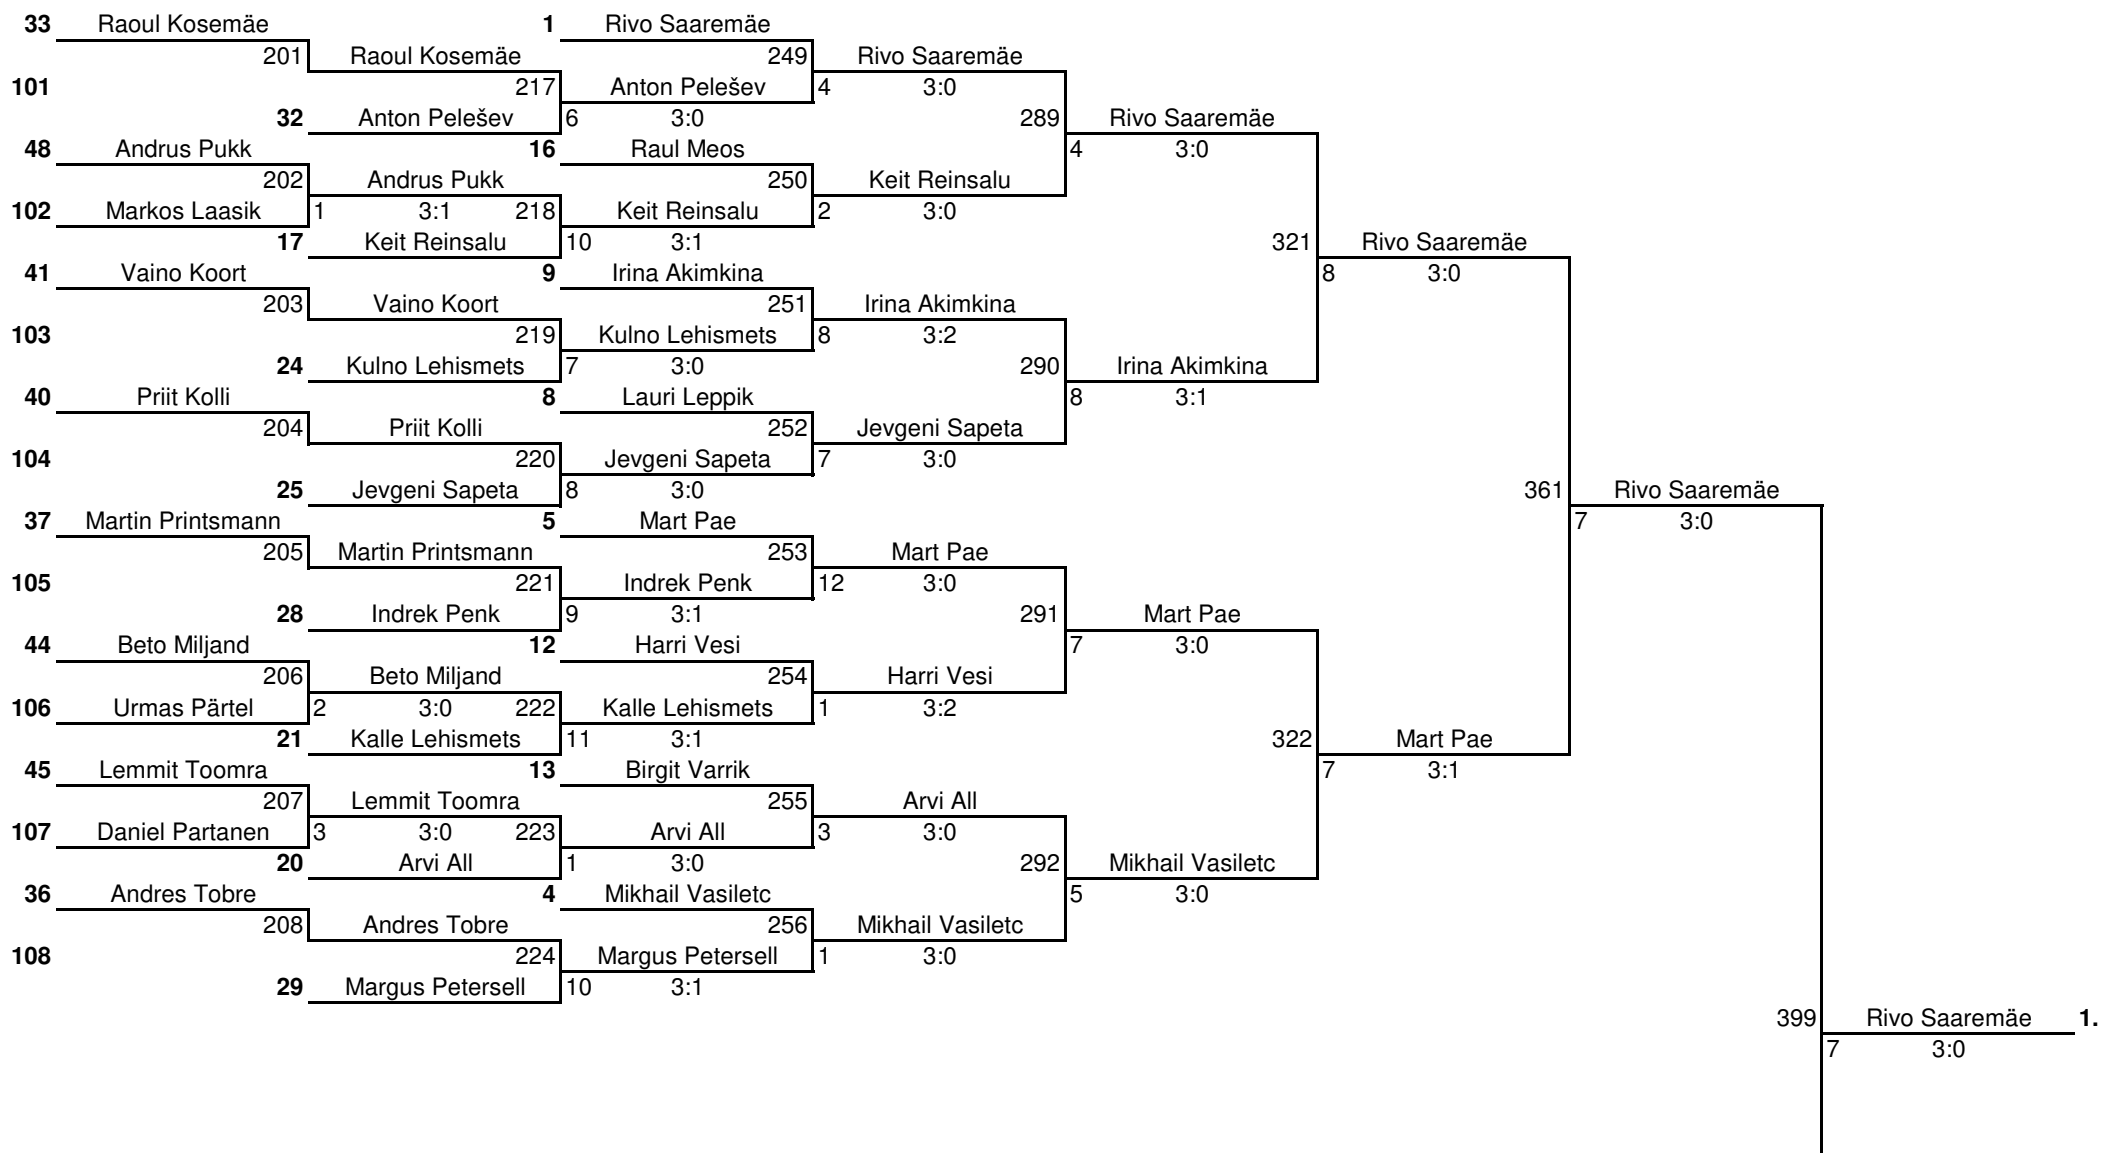 33 Raoul Kosemäe 1 Rivo Saaremäe
201 Raoul Kosemäe 249 Rivo Saaremäe
101 217 Anton Pelešev 4 3:0
32 Anton Pelešev 6 3:0 289 Rivo Saaremäe
48 Andrus Pukk 16 Raul Meos 4 3:0
202 Andrus Pukk 250 Keit Reinsalu
102 Markos Laasik 1 3:1 218 Keit Reinsalu 2 3:0
17 Keit Reinsalu 10 3:1 321 Rivo Saaremäe
41 Vaino Koort 9 Irina Akimkina 8 3:0
203 Vaino Koort 251 Irina Akimkina
103 219 Kulno Lehismets 8 3:2
24 Kulno Lehismets 7 3:0 290 Irina Akimkina
40 Priit Kolli 8 Lauri Leppik 8 3:1
204 Priit Kolli 252 Jevgeni Sapeta
104 220 Jevgeni Sapeta 7 3:0
25 Jevgeni Sapeta 8 3:0 361 Rivo Saaremäe
37 Martin Printsmann 5 Mart Pae 7 3:0
205 Martin Printsmann 253 Mart Pae
105 221 Indrek Penk 12 3:0
28 Indrek Penk 9 3:1 291 Mart Pae
44 Beto Miljand 12 Harri Vesi 7 3:0
206 Beto Miljand 254 Harri Vesi
106 Urmas Pärtel 2 3:0 222 Kalle Lehismets 1 3:2
21 Kalle Lehismets 11 3:1 322 Mart Pae
45 Lemmit Toomra 13 Birgit Varrik 7 3:1
207 Lemmit Toomra 255 Arvi All
107 Daniel Partanen 3 3:0 223 Arvi All 3 3:0
20 Arvi All 1 3:0 292 Mikhail Vasiletc
36 Andres Tobre 4 Mikhail Vasiletc 5 3:0
208 Andres Tobre 256 Mikhail Vasiletc
108 224 Margus Petersell 1 3:0
29 Margus Petersell 10 3:1
399 Rivo Saaremäe 1.
7 3:0